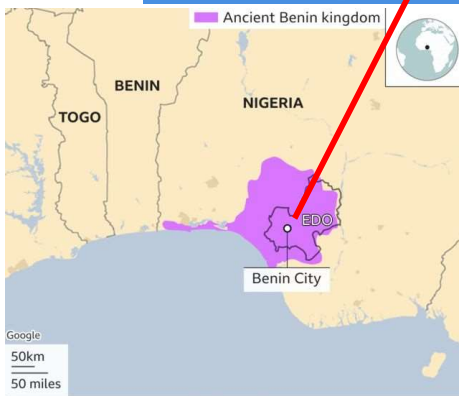 Ancient Benin kingdom
BENIN
NIGERIA
TOGO
EDO
Benin City
Google
50km
50 miles